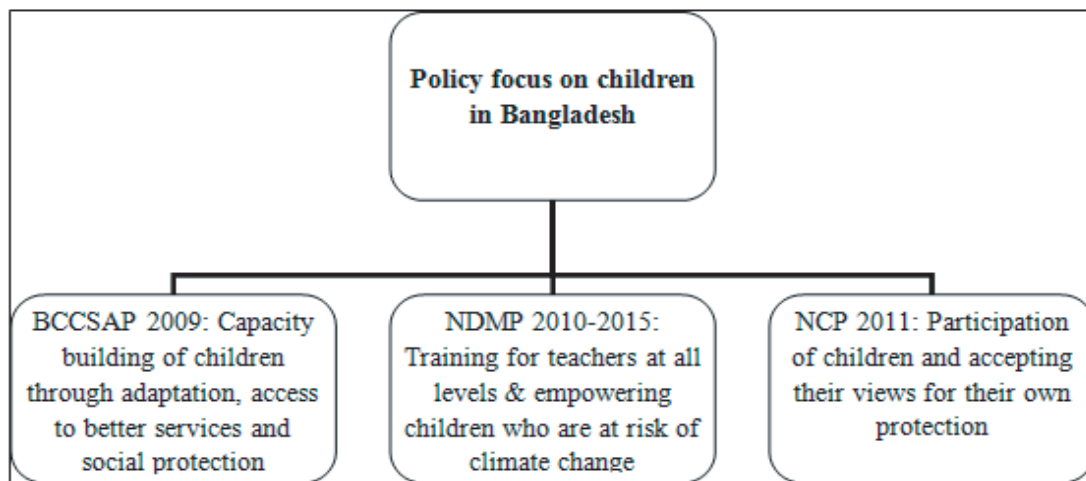 Policy focus on children
in Bangladesh
BCCSAP 2009: Capacity
building of children
through adaptation, access
to better services and
social protection
NDMP 2010-2015:
Training for teachers at all
levels & empowering
children who are at risk of
climate change
NCP 2011: Participation
of children and accepting
their views for their own
protection